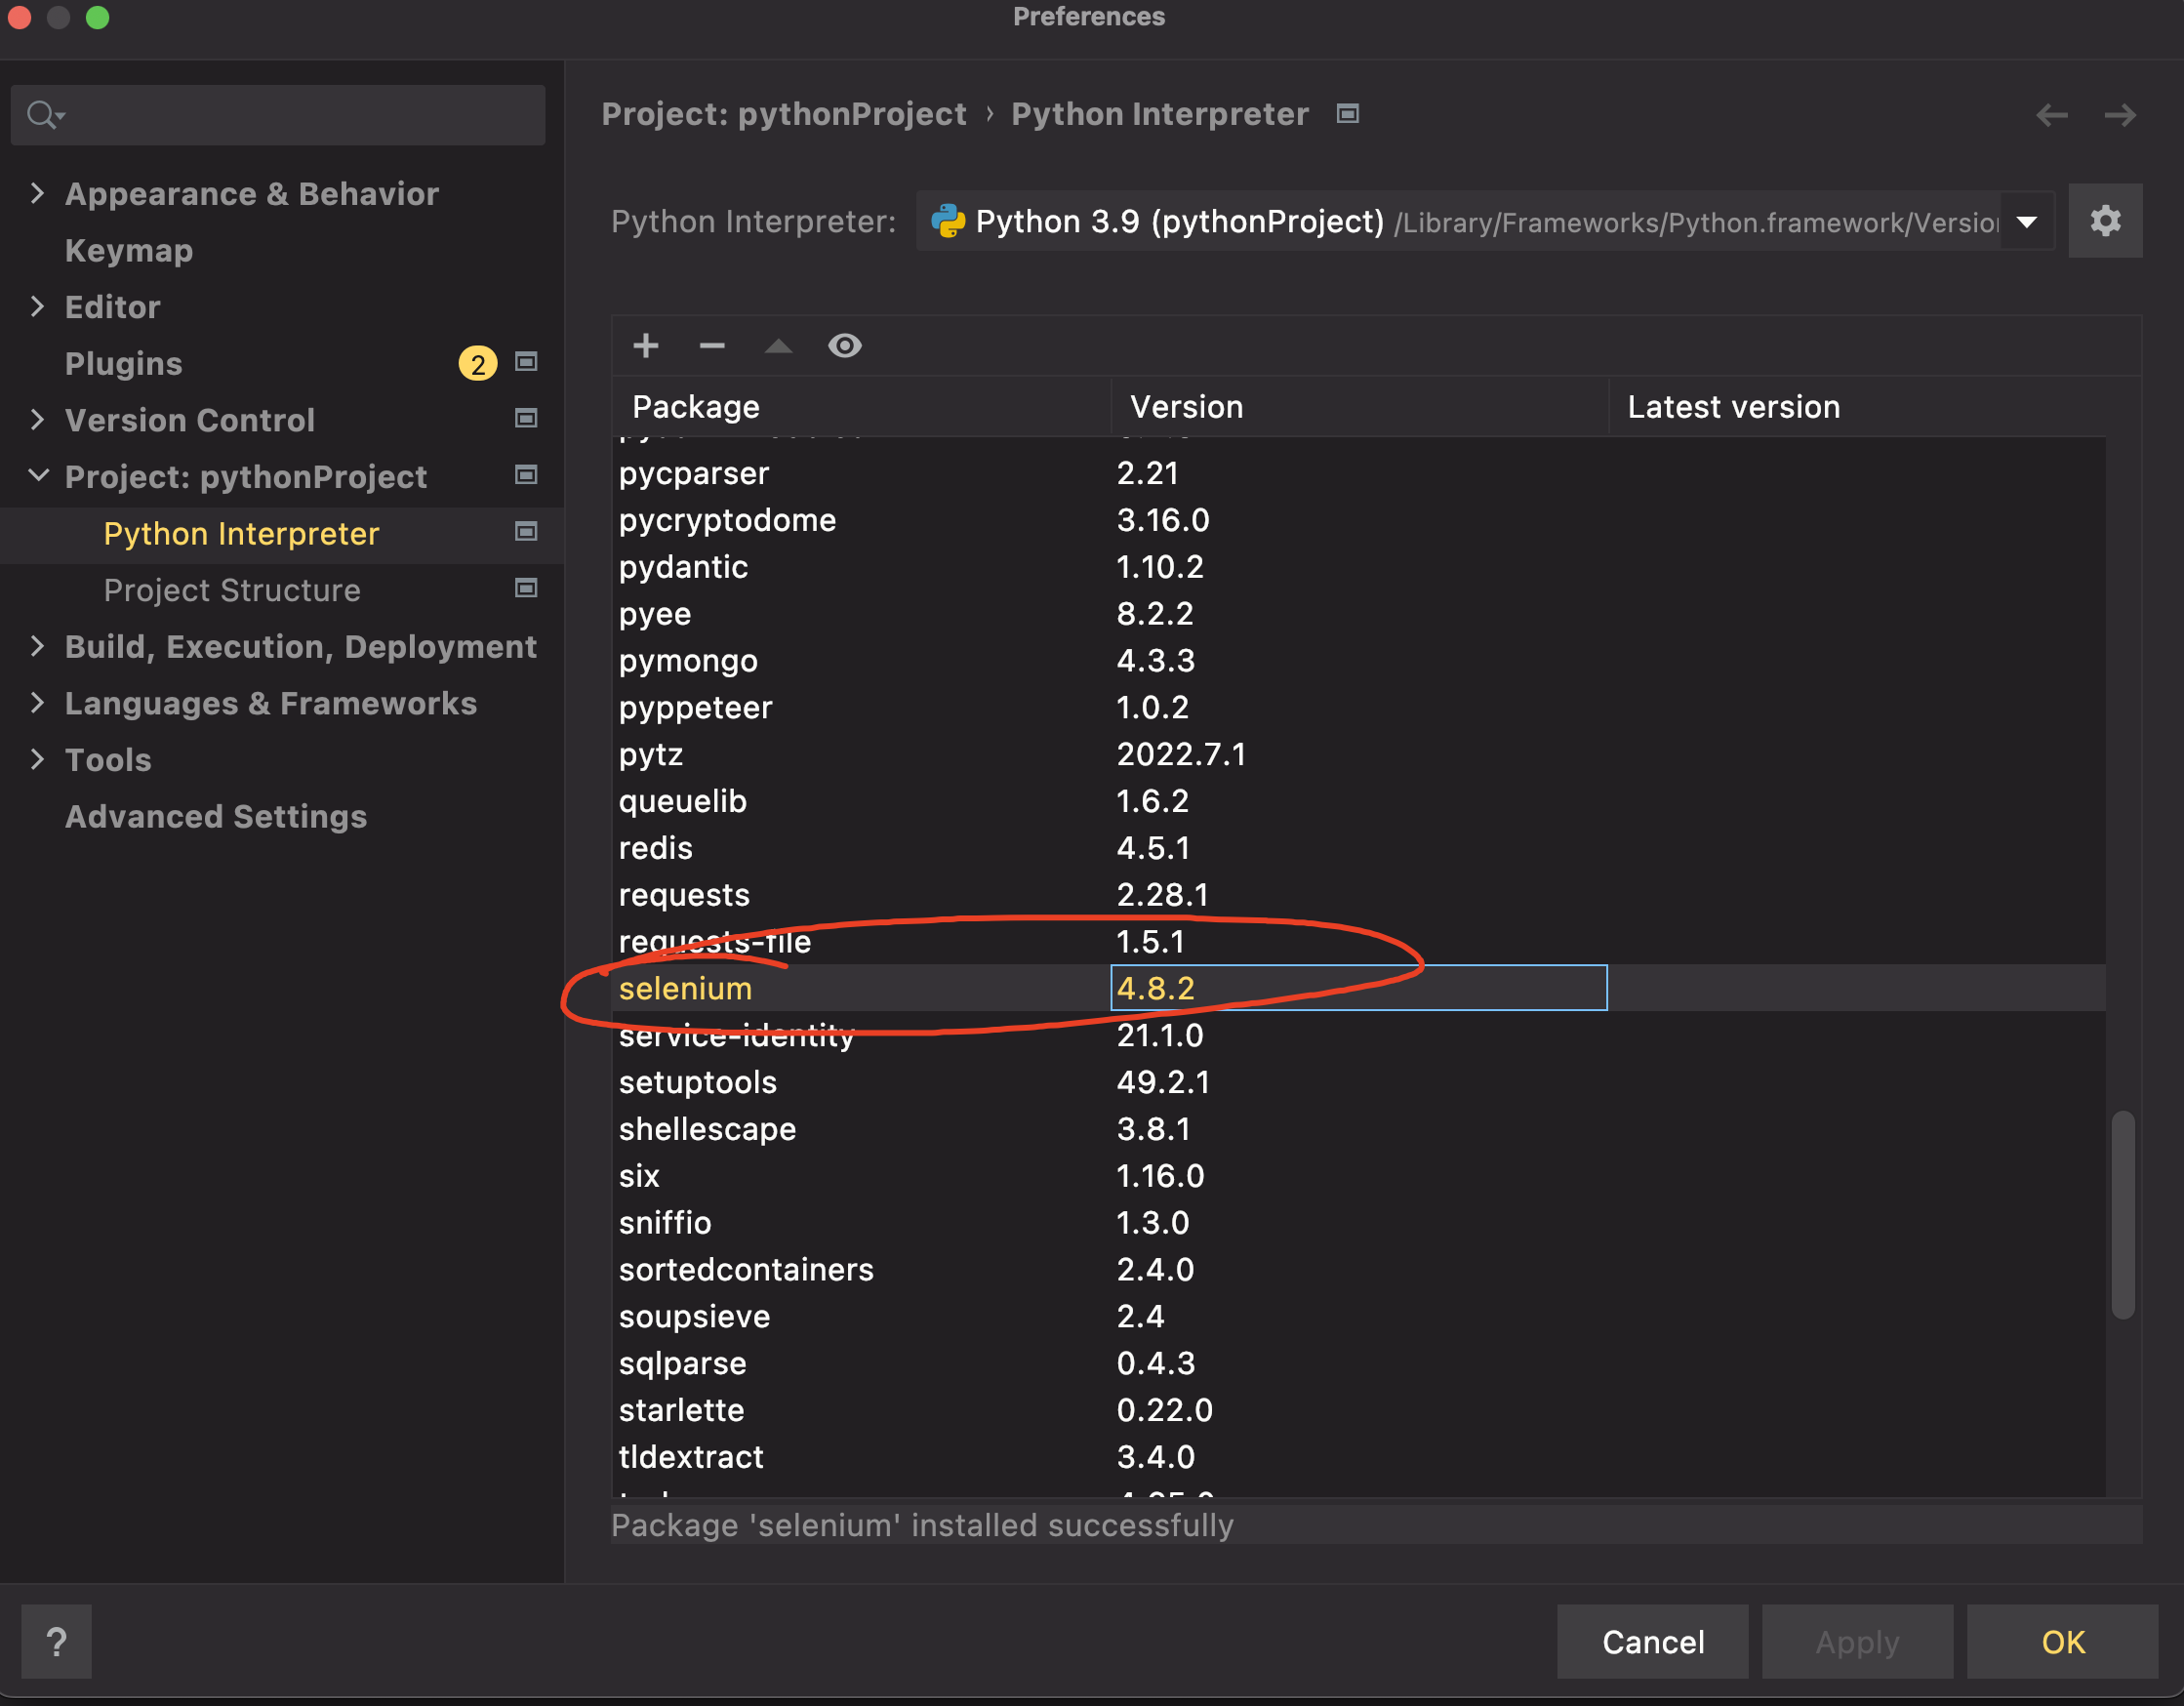 Preferences
Project: pythonProject › Python Interpreter
Appearance & Behavior
Keymap
Editor
Plugins 2
Version Control
Project: pythonProject
Python Interpreter
Project Structure
Build, Execution, Deployment
Languages & Frameworks
Tools
Advanced Settings
Python Interpreter: Python 3.9 (pythonProject) /Library/Frameworks/Python.framework/Version
Package Version Latest version
pycparser 2.21
pycryptodome 3.16.0
pydantic 1.10.2
pyee 8.2.2
pymongo 4.3.3
pyppeteer 1.0.2
pytz 2022.7.1
queuelib 1.6.2
redis 4.5.1
requests 2.28.1
requests-file 1.5.1
selenium 4.8.2
service-identity 21.1.0
setuptools 49.2.1
shellescape 3.8.1
six 1.16.0
sniffio 1.3.0
sortedcontainers 2.4.0
soupsieve 2.4
sqlparse 0.4.3
starlette 0.22.0
tldextract 3.4.0
Package 'selenium' installed successfully
? Cancel Apply OK